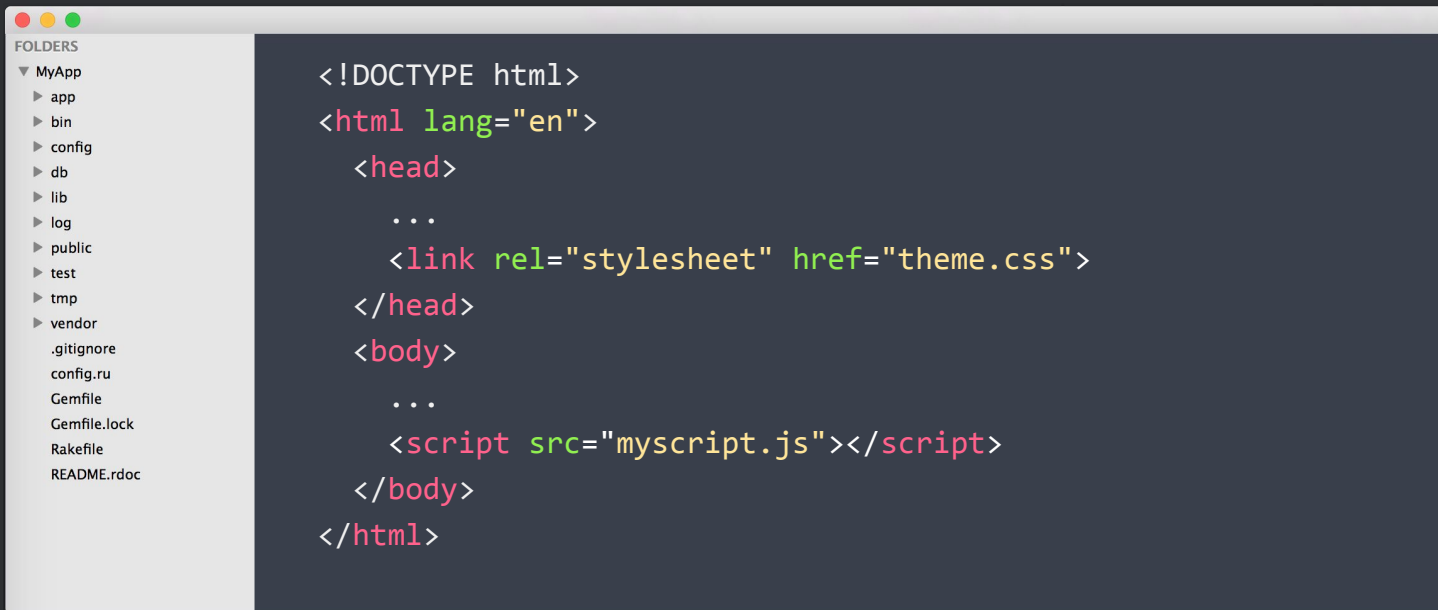 FOLDERS
MyApp
app
bin
config
db
lib
log
public
test
tmp
vendor
.gitignore
config.ru
Gemfile
Gemfile.lock
Rakefile
README.rdoc
<!DOCTYPE html>
<html lang="en">
  <head>
    ...
    <link rel="stylesheet" href="theme.css">
  </head>
  <body>
    ...
    <script src="myscript.js"></script>
  </body>
</html>